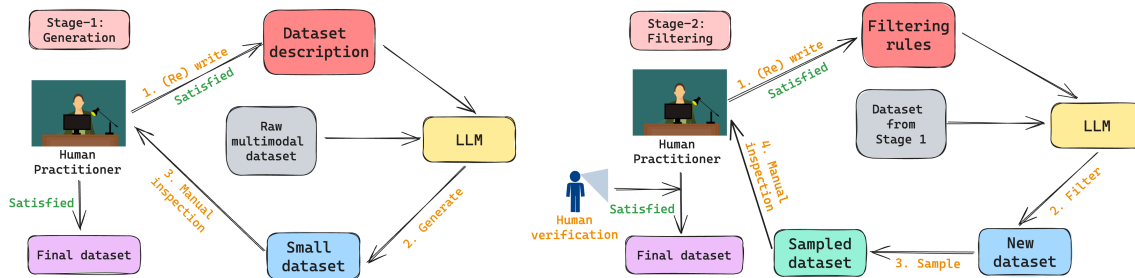 Stage-1:
Generation
Dataset
description
1. (Re) write
Satisfied
Human
Practitioner
Raw
multimodal
dataset
LLM
3. Manual
inspection
2. Generate
Satisfied
Final dataset
Small
dataset
Stage-2:
Filtering
Filtering
rules
1. (Re) write
Satisfied
Human
Practitioner
Dataset
from
Stage 1
LLM
4. Manual
inspection
2. Filter
Human
verification
Satisfied
Final dataset
Sampled
dataset
3. Sample
New
dataset